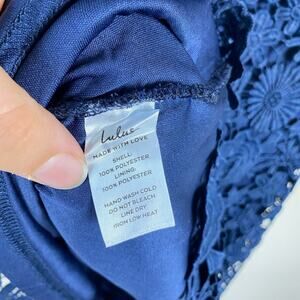 Lulus
MADE WITH LOVE
SHELL:
100% POLYESTER
LINING:
100% POLYESTER
HAND WASH COLD
DO NOT BLEACH
LINE DRY
IRON LOW HEAT